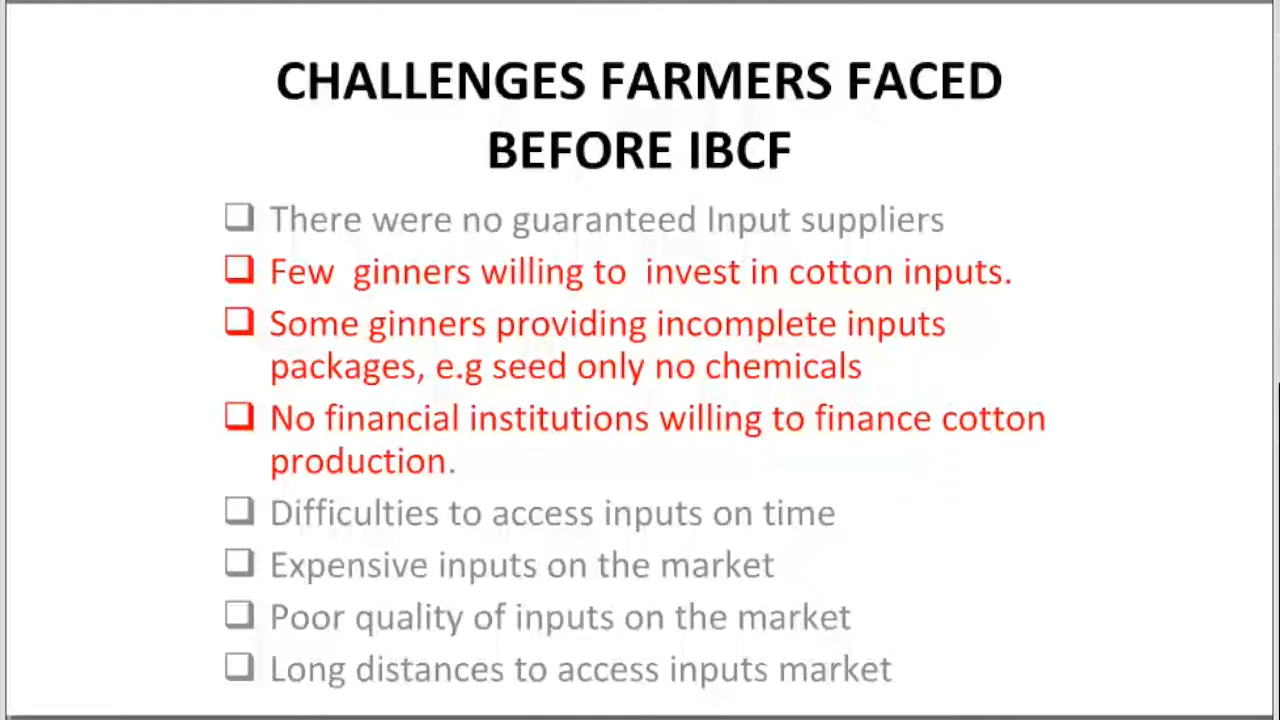 CHALLENGES FARMERS FACED
BEFORE IBCF
There were no guaranteed Input suppliers
Few  ginners willing to  invest in cotton inputs.
Some ginners providing incomplete inputs
packages, e.g seed only no chemicals
No financial institutions willing to finance cotton
production.
Difficulties to access inputs on time
Expensive inputs on the market
Poor quality of inputs on the market
Long distances to access inputs market